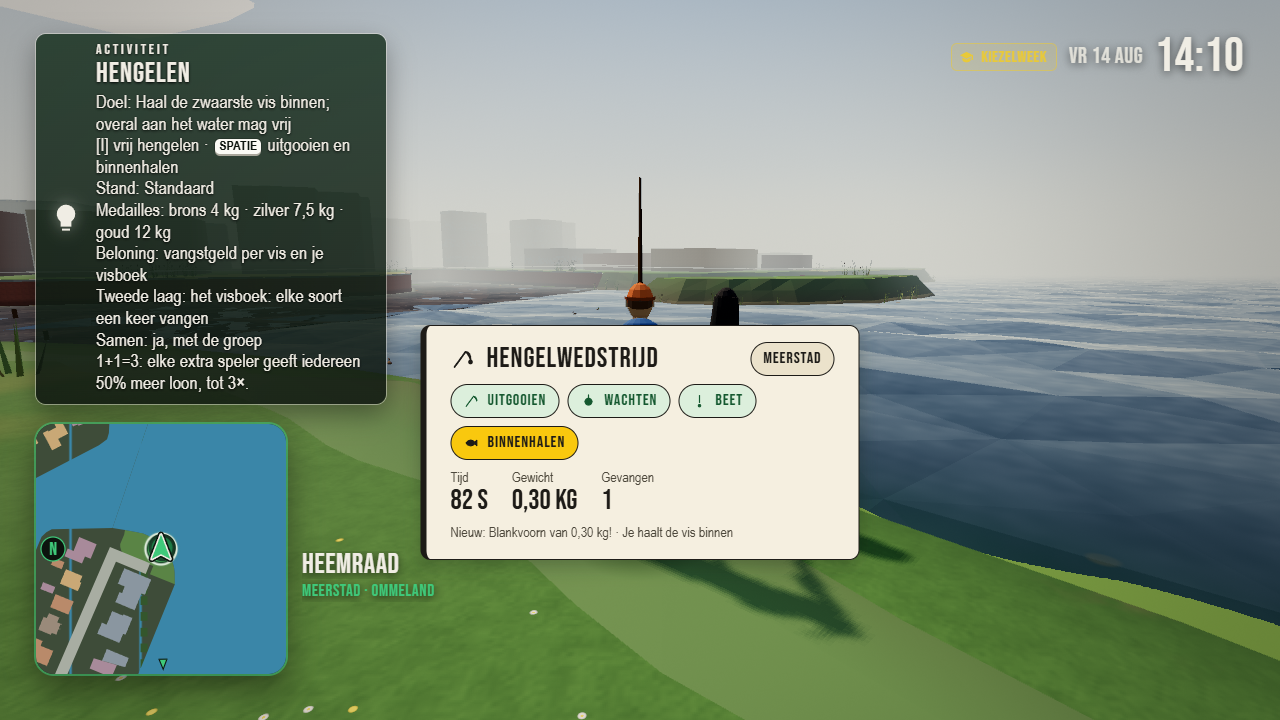 ACTIVITEIT
HENGELEN
Doel: Haal de zwaarste vis binnen;
overal aan het water mag vrij
[I] vrij hengelen · SPATIE uitgooien en
binnenhalen
Stand: Standaard
Medailles: brons 4 kg · zilver 7,5 kg ·
goud 12 kg
Beloning: vangstgeld per vis en je
visboek
Tweede laag: het visboek: elke soort
een keer vangen
Samen: ja, met de groep
1+1=3: elke extra speler geeft iedereen
50% meer loon, tot 3×.
KIEZELWEEK VR 14 AUG 14:10
HENGELWEDSTRIJD MEERSTAD
UITGOOIEN WACHTEN BEET
BINNENHALEN
Tijd Gewicht Gevangen
82 S 0,30 KG 1
Nieuw: Blankvoorn van 0,30 kg! · Je haalt de vis binnen
N
HEEMRAAD
MEERSTAD · OMMELAND